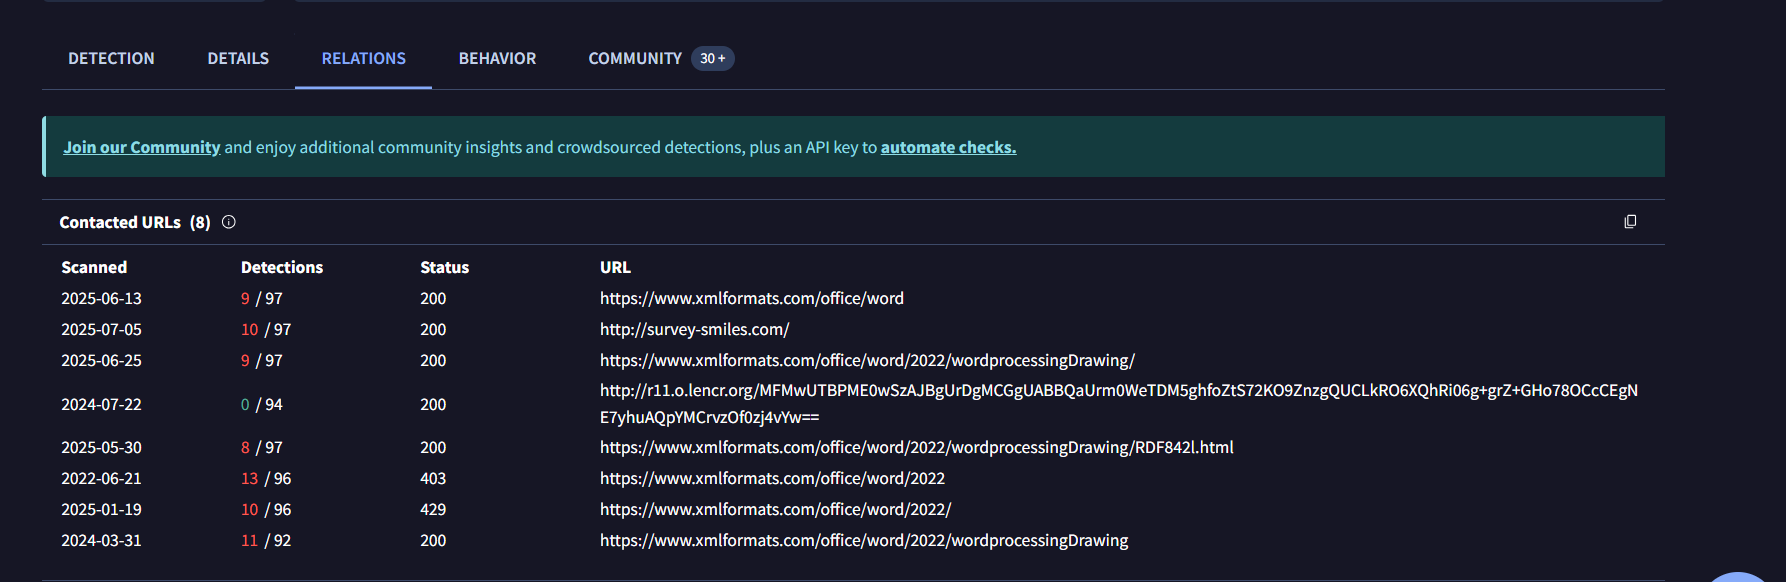 DETECTION DETAILS RELATIONS BEHAVIOR COMMUNITY 30+
Join our Community and enjoy additional community insights and crowdsourced detections, plus an API key to automate checks.
Contacted URLs (8)
Scanned Detections Status URL
2025-06-13 9 / 97 200 https://www.xmlformats.com/office/word
2025-07-05 10 / 97 200 http://survey-smiles.com/
2025-06-25 9 / 97 200 https://www.xmlformats.com/office/word/2022/wordprocessingDrawing/
2024-07-22 0 / 94 200 http://r11.o.lencr.org/MFMwUTBPME0wSzAJBgUrDgMCGgUABBQaUrm0WeTDM5ghfoZtS72KO9ZnzgQUCLkRO6XQhRi06g+grZ+GHo78OCcCEgN
E7yhuAQpYMCrvzOf0zj4vYw==
2025-05-30 8 / 97 200 https://www.xmlformats.com/office/word/2022/wordprocessingDrawing/RDF842l.html
2022-06-21 13 / 96 403 https://www.xmlformats.com/office/word/2022
2025-01-19 10 / 96 429 https://www.xmlformats.com/office/word/2022/
2024-03-31 11 / 92 200 https://www.xmlformats.com/office/word/2022/wordprocessingDrawing